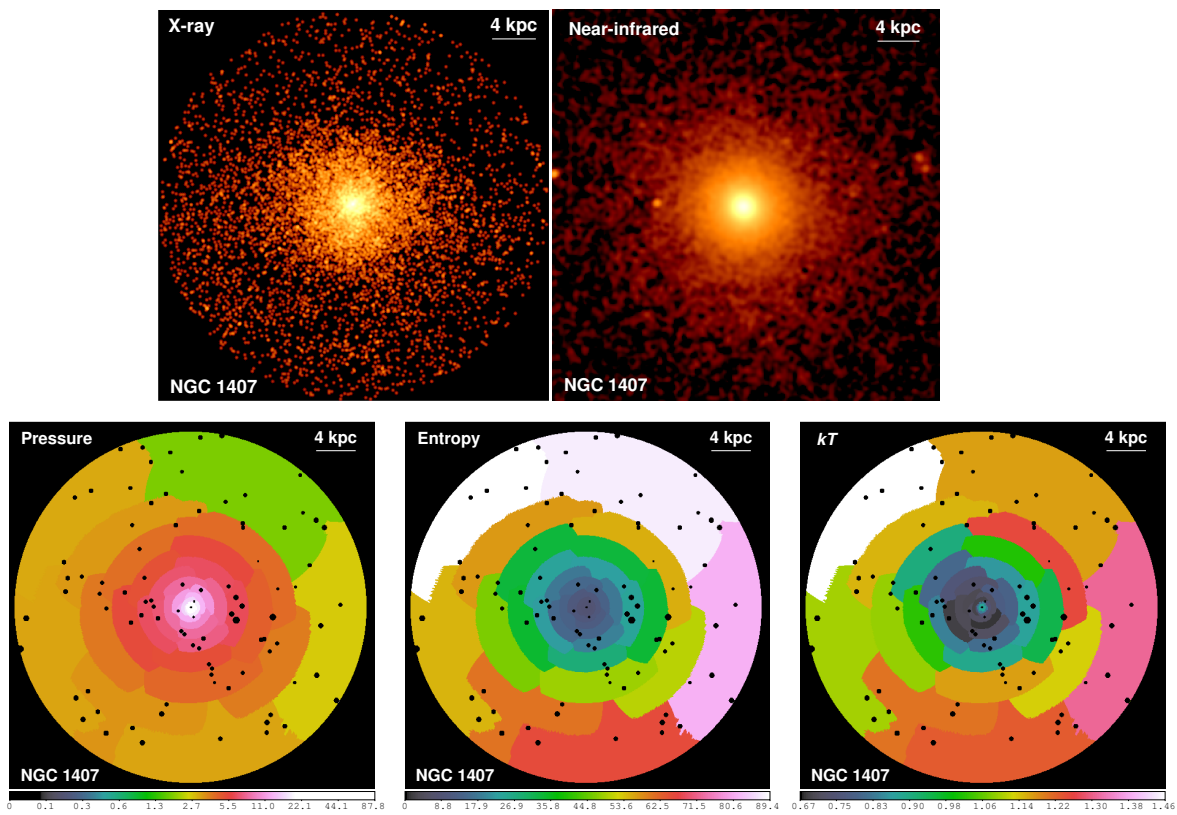 X-ray 4 kpc
Near-infrared 4 kpc
NGC 1407
NGC 1407
Pressure 4 kpc
Entropy 4 kpc
kT 4 kpc
NGC 1407
NGC 1407
NGC 1407
0 0.1 0.3 0.6 1.3 2.6 5.3 11.0 22.1 44.1 87.8
0 8.8 17.9 26.9 35.8 44.8 53.6 62.5 71.5 80.6 89.4
0.67 0.75 0.83 0.90 0.98 1.06 1.14 1.22 1.30 1.38 1.46